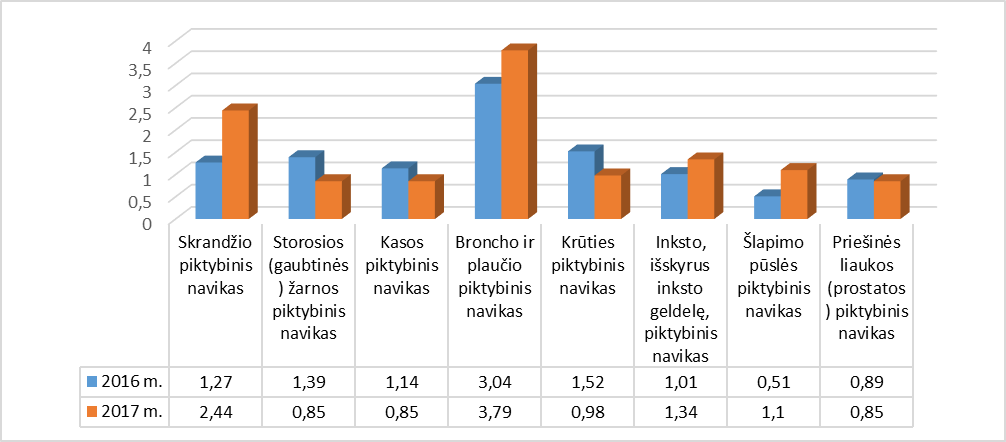 4
3,5
3
2,5
2
1,5
1
0,5
0
Skrandžio
piktybinis
navikas
Storosios
(gaubtinės
) žarnos
piktybinis
navikas
Kasos
piktybinis
navikas
Broncho ir
plaučio
piktybinis
navikas
Krūties
piktybinis
navikas
Inksto,
išskyrus
inksto
geldelę,
piktybinis
navikas
Šlapimo
pūslės
piktybinis
navikas
Priešinės
liaukos
(prostatos
) piktybinis
navikas
2016 m. 1,27 1,39 1,14 3,04 1,52 1,01 0,51 0,89
2017 m. 2,44 0,85 0,85 3,79 0,98 1,34 1,1 0,85